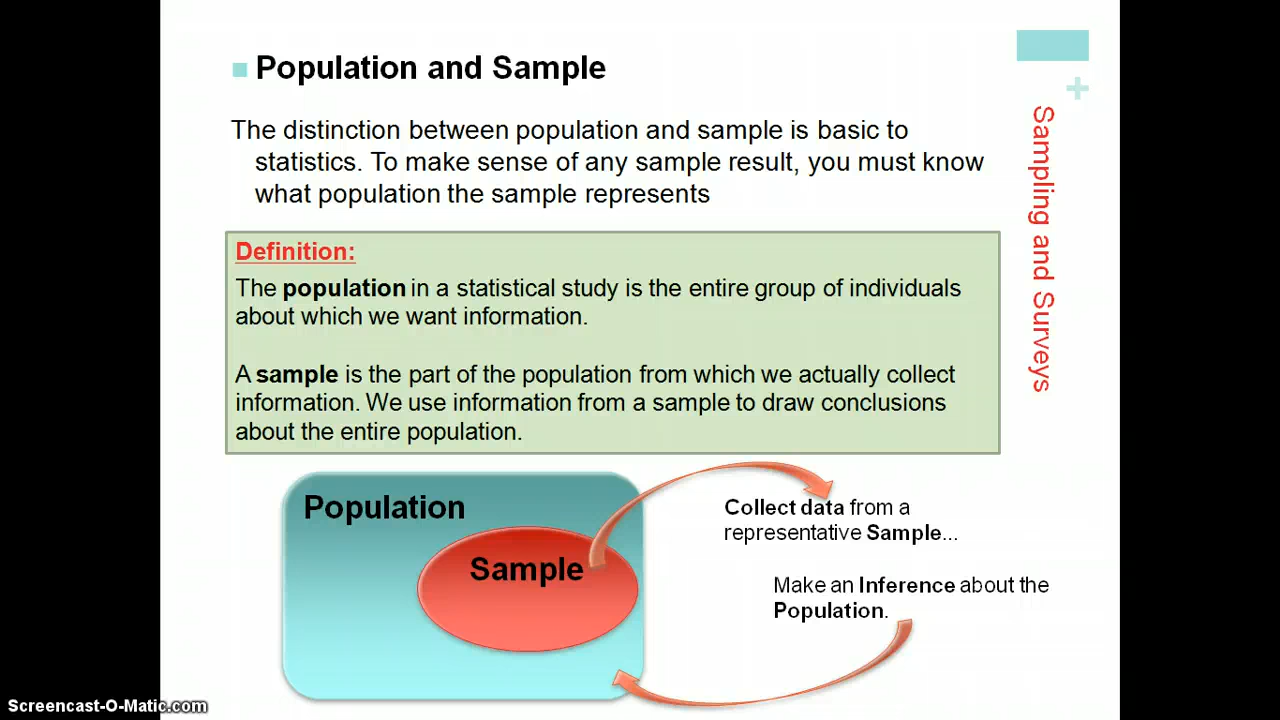 Population and Sample
The distinction between population and sample is basic to
statistics. To make sense of any sample result, you must know
what population the sample represents
Definition:
The population in a statistical study is the entire group of individuals
about which we want information.
A sample is the part of the population from which we actually collect
information. We use information from a sample to draw conclusions
about the entire population.
Population
Sample
Collect data from a
representative Sample...
Make an Inference about the
Population.
+
Sampling and Surveys
Screencast-O-Matic.com